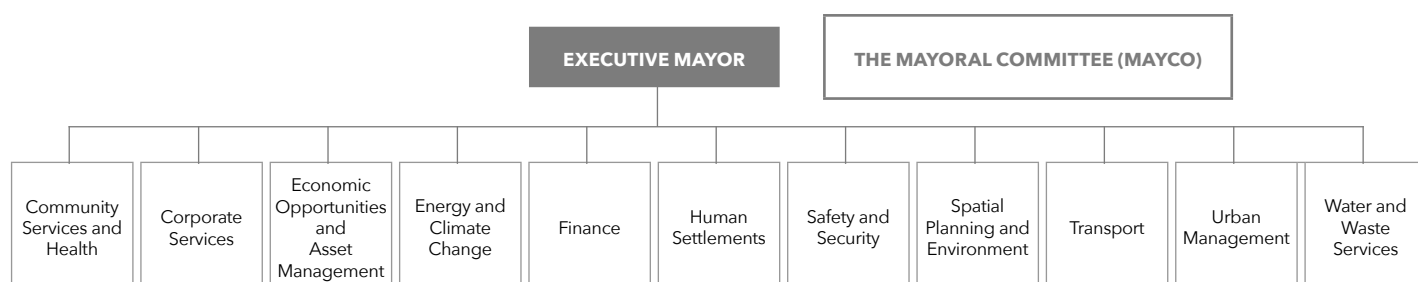 EXECUTIVE MAYOR
THE MAYORAL COMMITTEE (MAYCO)
Community
Services and
Health
Corporate
Services
Economic
Opportunities
and
Asset
Management
Energy and
Climate
Change
Finance
Human
Settlements
Safety and
Security
Spatial
Planning and
Environment
Transport
Urban
Management
Water and
Waste
Services